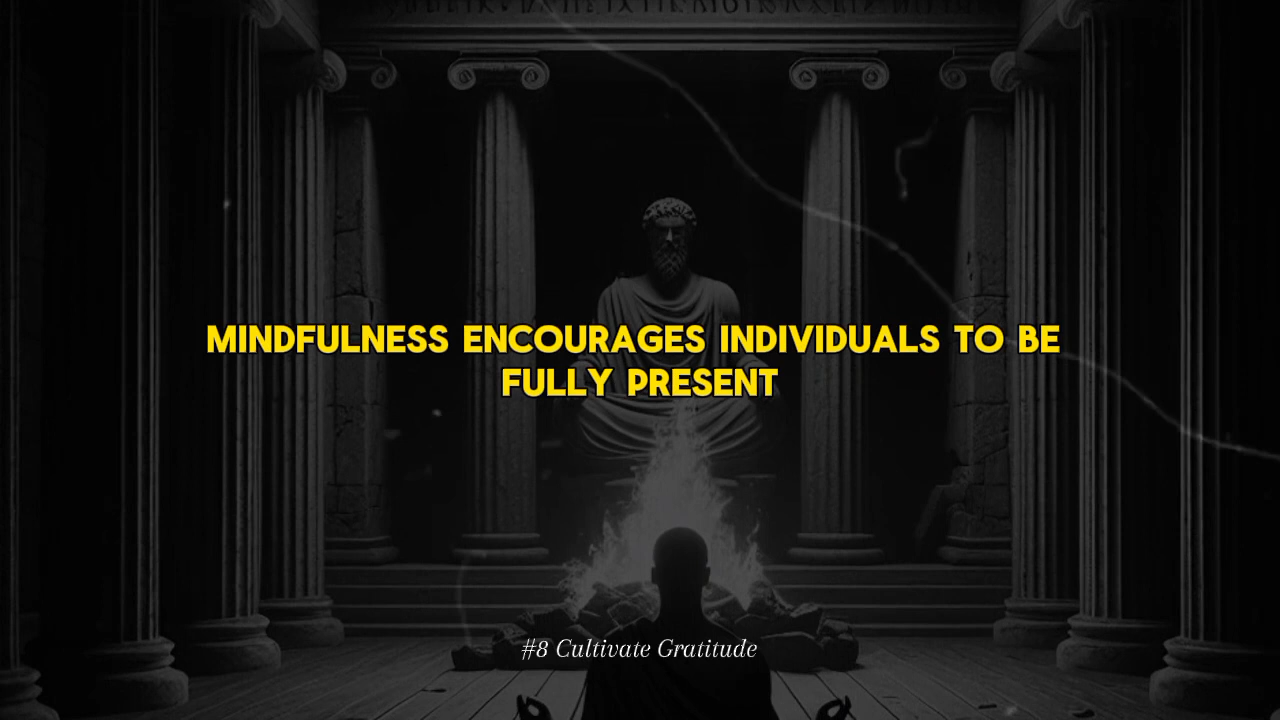 MINDFULNESS ENCOURAGES INDIVIDUALS TO BE
FULLY PRESENT
#8 Cultivate Gratitude